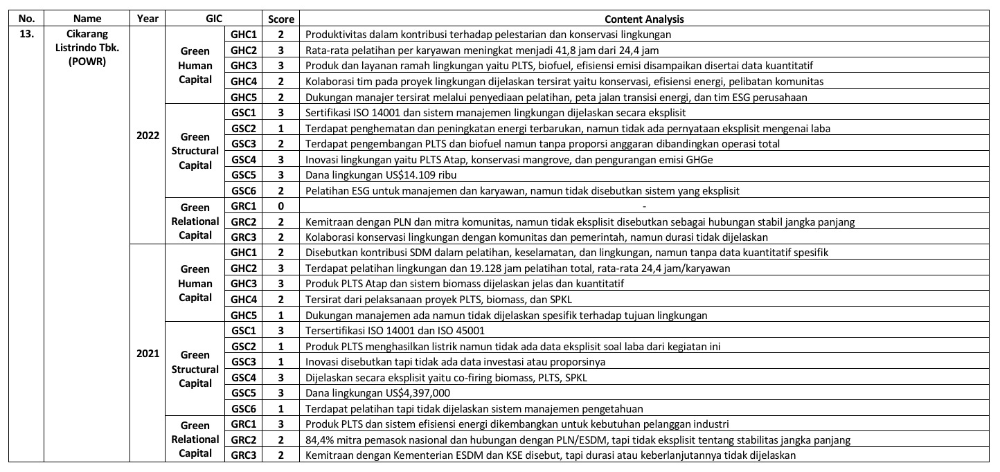 No. Name Year GIC Score Content Analysis
13. Cikarang Listrindo Tbk. (POWR)
2022
Green Human Capital
GHC1 2 Produktivitas dalam kontribusi terhadap pelestarian dan konservasi lingkungan
GHC2 3 Rata-rata pelatihan per karyawan meningkat menjadi 41,8 jam dari 24,4 jam
GHC3 3 Produk dan layanan ramah lingkungan yaitu PLTS, biofuel, efisiensi emisi disampaikan disertai data kuantitatif
GHC4 2 Kolaborasi tim pada proyek lingkungan dijelaskan tersirat yaitu konservasi, efisiensi energi, pelibatan komunitas
GHC5 2 Dukungan manajer tersirat melalui penyediaan pelatihan, peta jalan transisi energi, dan tim ESG perusahaan
Green Structural Capital
GSC1 3 Sertifikasi ISO 14001 dan sistem manajemen lingkungan dijelaskan secara eksplisit
GSC2 1 Terdapat penghematan dan peningkatan energi terbarukan, namun tidak ada pernyataan eksplisit mengenai laba
GSC3 2 Terdapat pengembangan PLTS dan biofuel namun tanpa proporsi anggaran dibandingkan operasi total
GSC4 3 Inovasi lingkungan yaitu PLTS Atap, konservasi mangrove, dan pengurangan emisi GHGe
GSC5 3 Dana lingkungan US$14.109 ribu
GSC6 2 Pelatihan ESG untuk manajemen dan karyawan, namun tidak disebutkan sistem yang eksplisit
Green Relational Capital
GRC1 0 -
GRC2 2 Kemitraan dengan PLN dan mitra komunitas, namun tidak eksplisit disebutkan sebagai hubungan stabil jangka panjang
GRC3 2 Kolaborasi konservasi lingkungan dengan komunitas dan pemerintah, namun durasi tidak dijelaskan
2021
Green Human Capital
GHC1 2 Disebutkan kontribusi SDM dalam pelatihan, keselamatan, dan lingkungan, namun tanpa data kuantitatif spesifik
GHC2 3 Terdapat pelatihan lingkungan dan 19.128 jam pelatihan total, rata-rata 24,4 jam/karyawan
GHC3 3 Produk PLTS Atap dan sistem biomass dijelaskan jelas dan kuantitatif
GHC4 2 Tersirat dari pelaksanaan proyek PLTS, biomass, dan SPKL
GHC5 1 Dukungan manajemen ada namun tidak dijelaskan spesifik terhadap tujuan lingkungan
Green Structural Capital
GSC1 3 Tersertifikasi ISO 14001 dan ISO 45001
GSC2 1 Produk PLTS menghasilkan listrik namun tidak ada data eksplisit soal laba dari kegiatan ini
GSC3 1 Inovasi disebutkan tapi tidak ada data investasi atau proporsinya
GSC4 3 Dijelaskan secara eksplisit yaitu co-firing biomass, PLTS, SPKL
GSC5 3 Dana lingkungan US$4,397,000
GSC6 1 Terdapat pelatihan tapi tidak dijelaskan sistem manajemen pengetahuan
Green Relational Capital
GRC1 3 Produk PLTS dan sistem efisiensi energi dikembangkan untuk kebutuhan pelanggan industri
GRC2 2 84,4% mitra pemasok nasional dan hubungan dengan PLN/ESDM, tapi tidak eksplisit tentang stabilitas jangka panjang
GRC3 2 Kemitraan dengan Kementerian ESDM dan KSE disebut, tapi durasi atau keberlanjutannya tidak dijelaskan